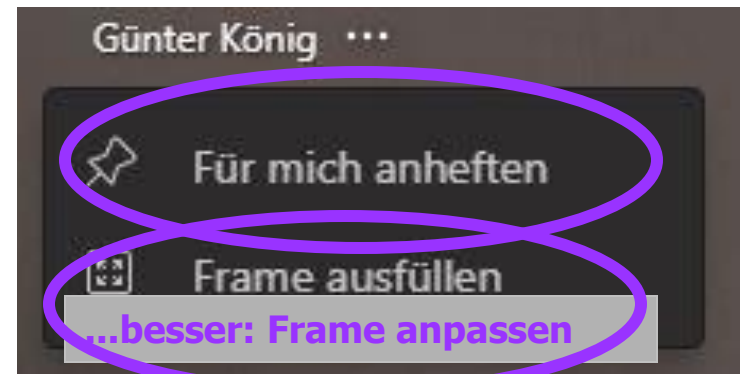 Günter König ...
Für mich anheften
Frame ausfüllen
...besser: Frame anpassen